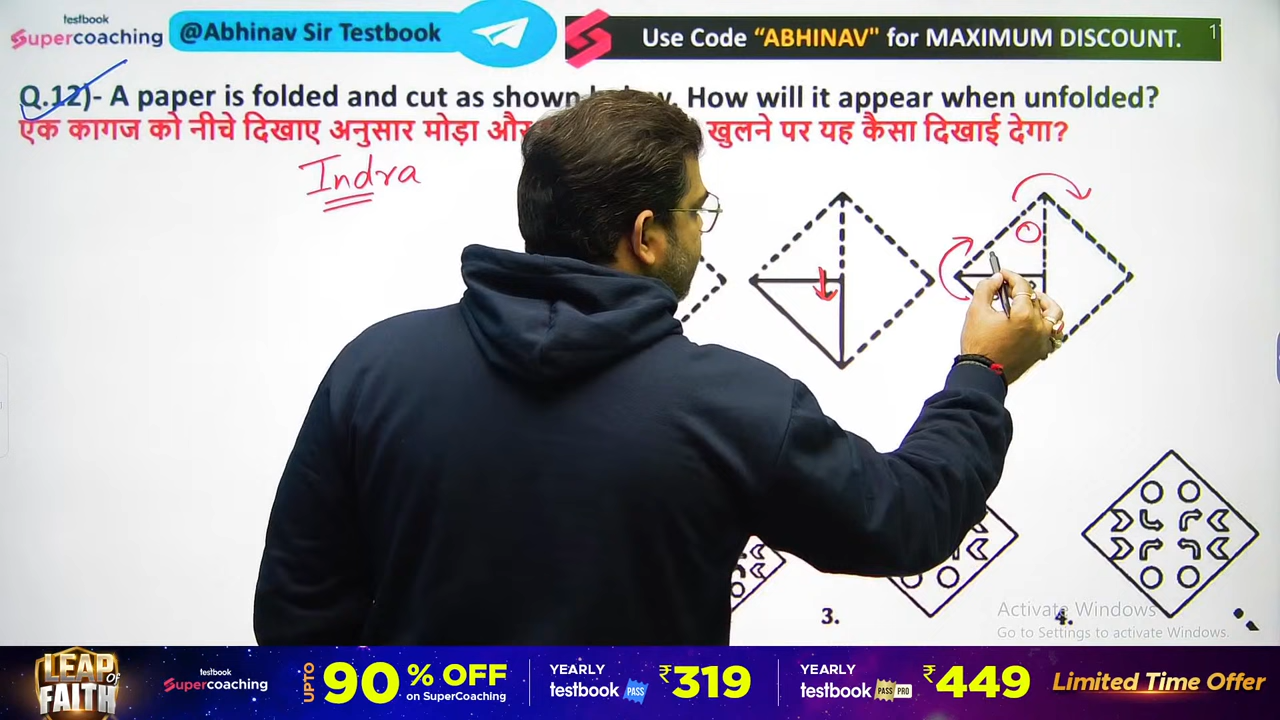 testbook
Supercoaching
@Abhinav Sir Testbook
Use Code “ABHINAV" for MAXIMUM DISCOUNT.
Q.12)- A paper is folded and cut as shown How will it appear when unfolded?
एक कागज को नीचे दिखाए अनुसार मोड़ा खुलने पर यह कैसा दिखाई देगा?
Indra
3.
4.
Activate Windows
Go to Settings to activate Windows.
LEAP OF FAITH
testbook
Supercoaching
UPTO 90% OFF
on SuperCoaching
YEARLY
testbook PASS
₹319
YEARLY
testbook PASS PRO
₹449
Limited Time Offer